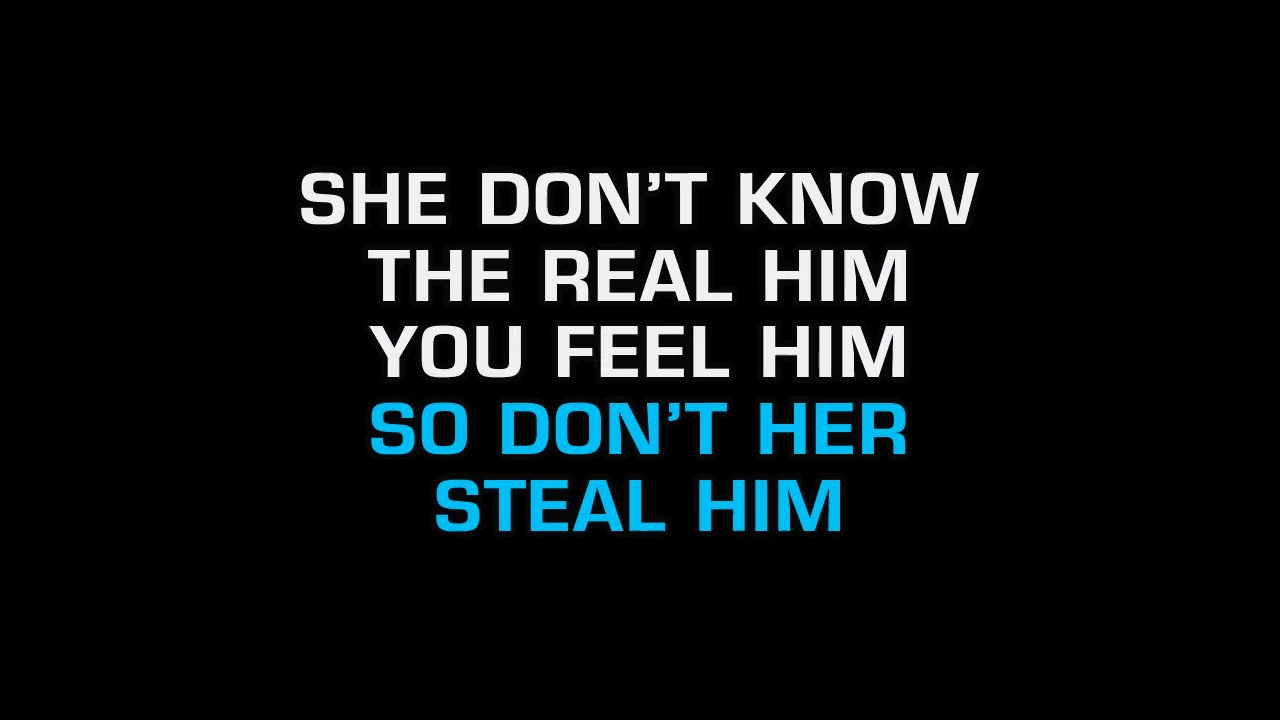 SHE DON’T KNOW
THE REAL HIM
YOU FEEL HIM
SO DON’T HER
STEAL HIM